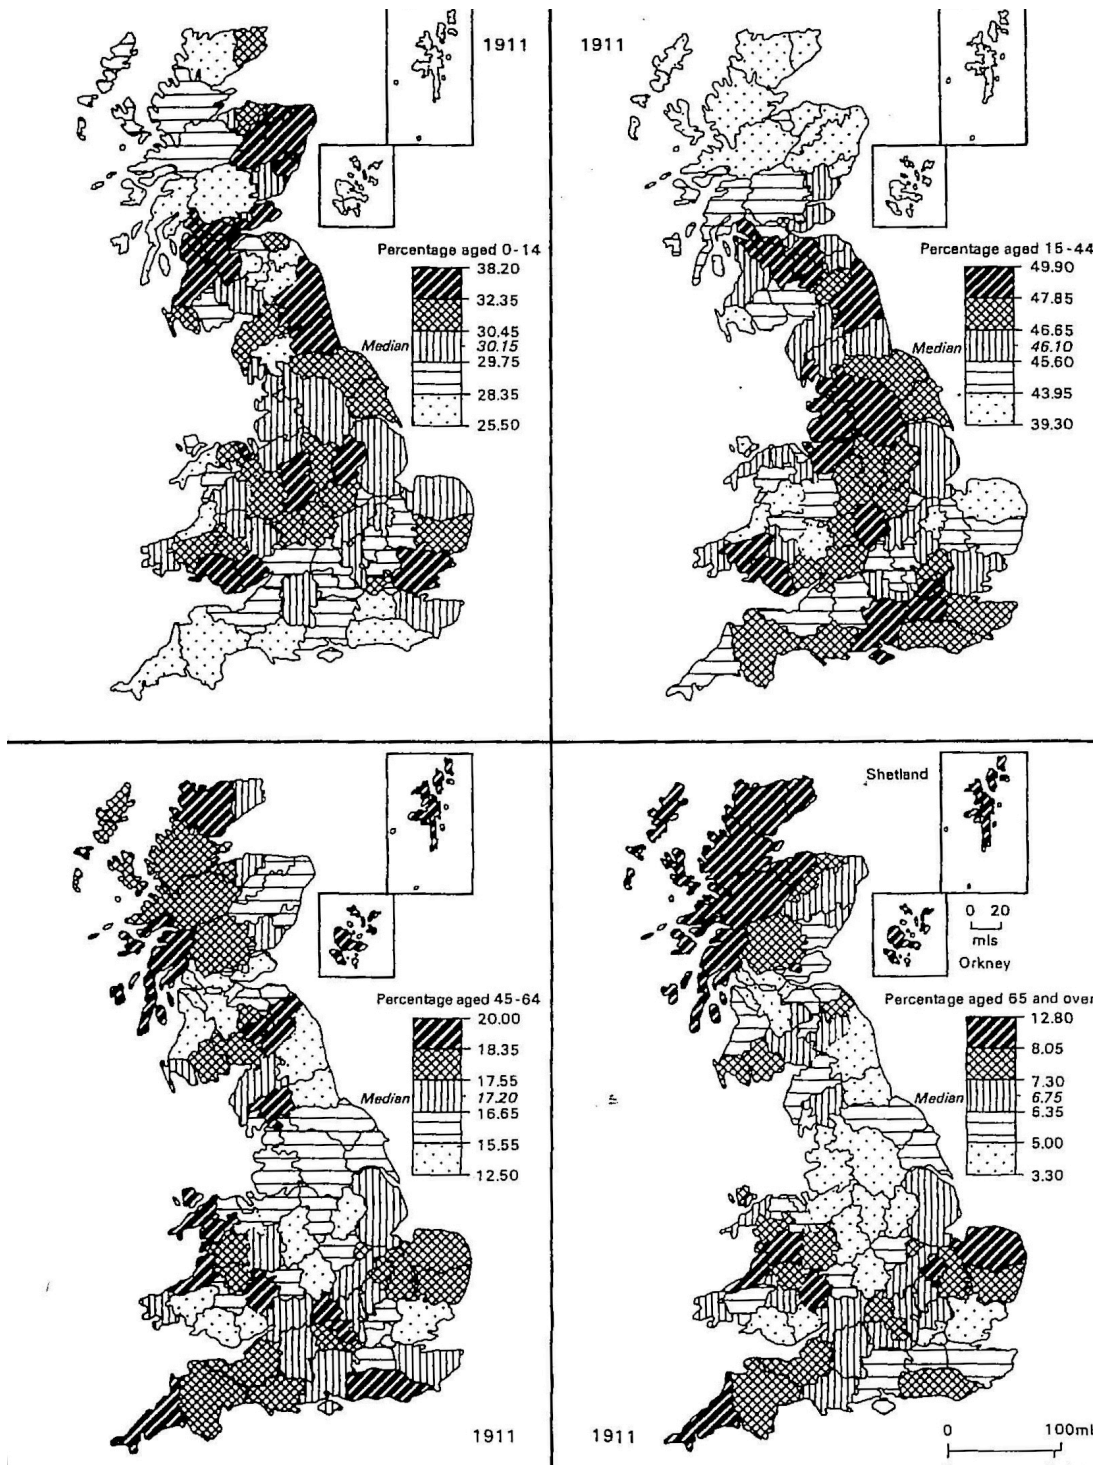 1911
Percentage aged 0-14
38.20
32.35
30.45
Median
30.15
29.75
28.35
25.50
1911
Percentage aged 15-44
49.90
47.85
46.65
Median
46.10
45.60
43.95
39.30
Percentage aged 45-64
20.00
18.35
17.55
Median
17.20
16.65
15.55
12.50
1911
Shetland
0 20
mls
Orkney
Percentage aged 65 and over
12.80
8.05
7.30
Median
6.75
6.35
5.00
3.30
1911
0 100ml